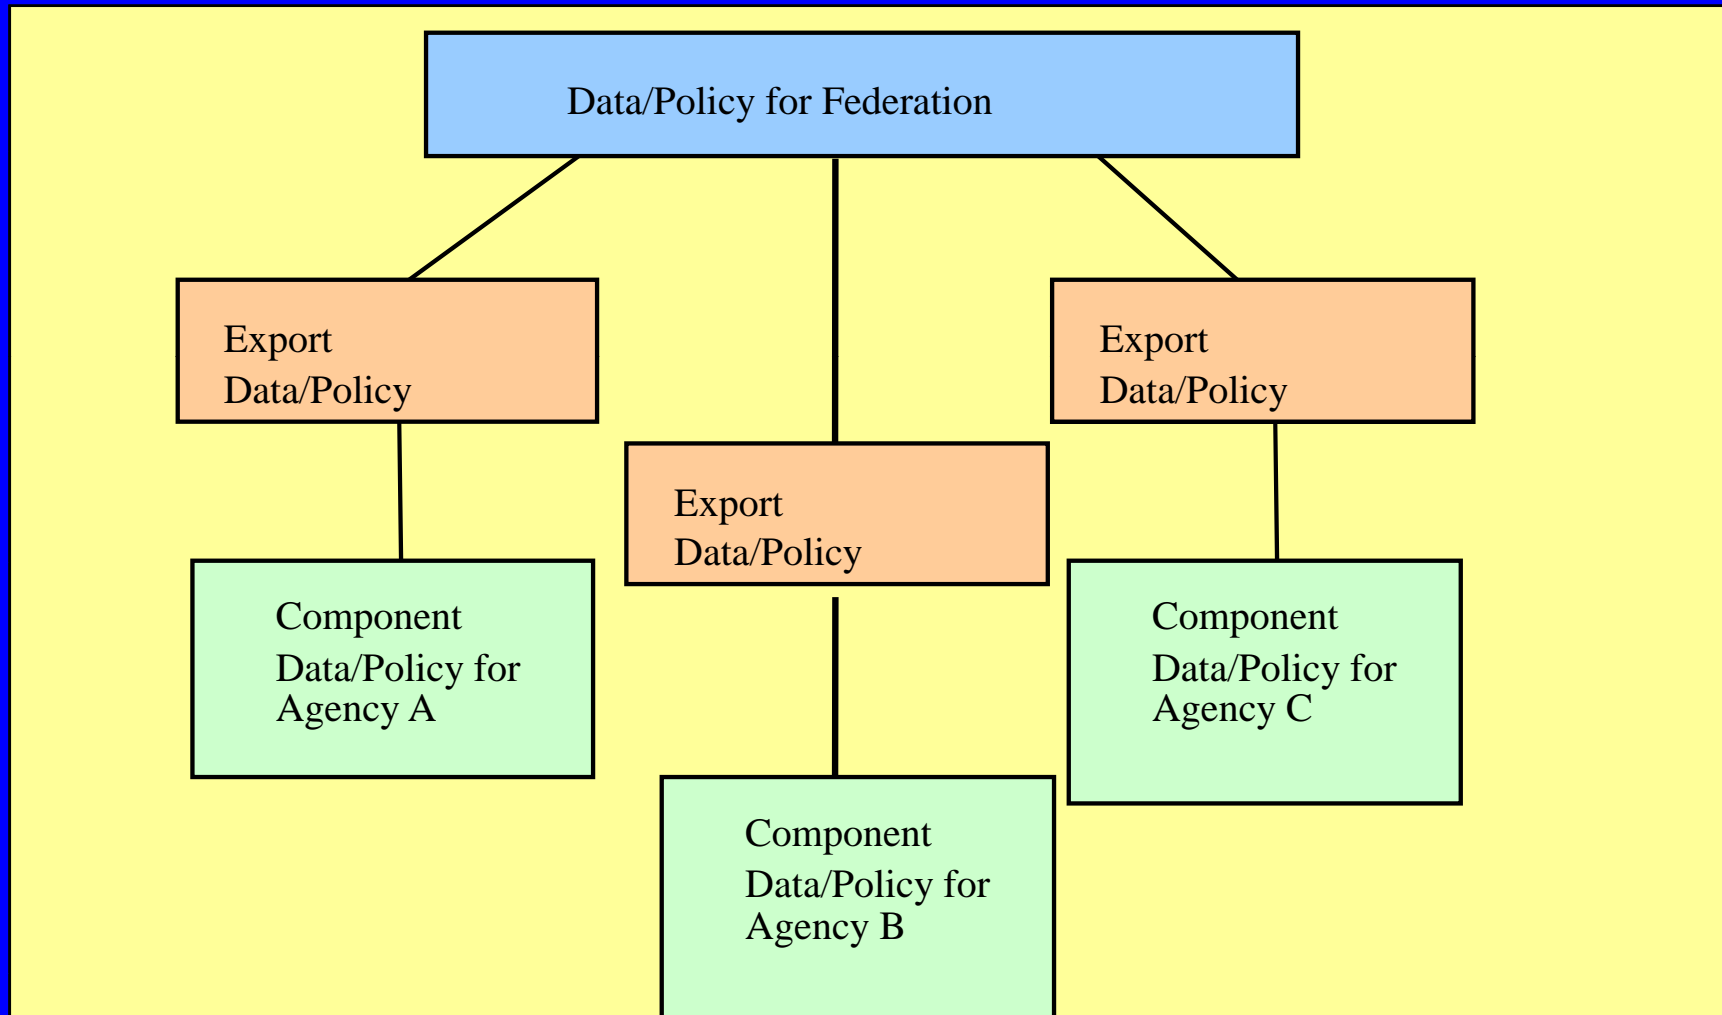 Data/Policy for Federation
Export
Data/Policy
Export
Data/Policy
Export
Data/Policy
Component
Data/Policy for
Agency A
Component
Data/Policy for
Agency C
Component
Data/Policy for
Agency B